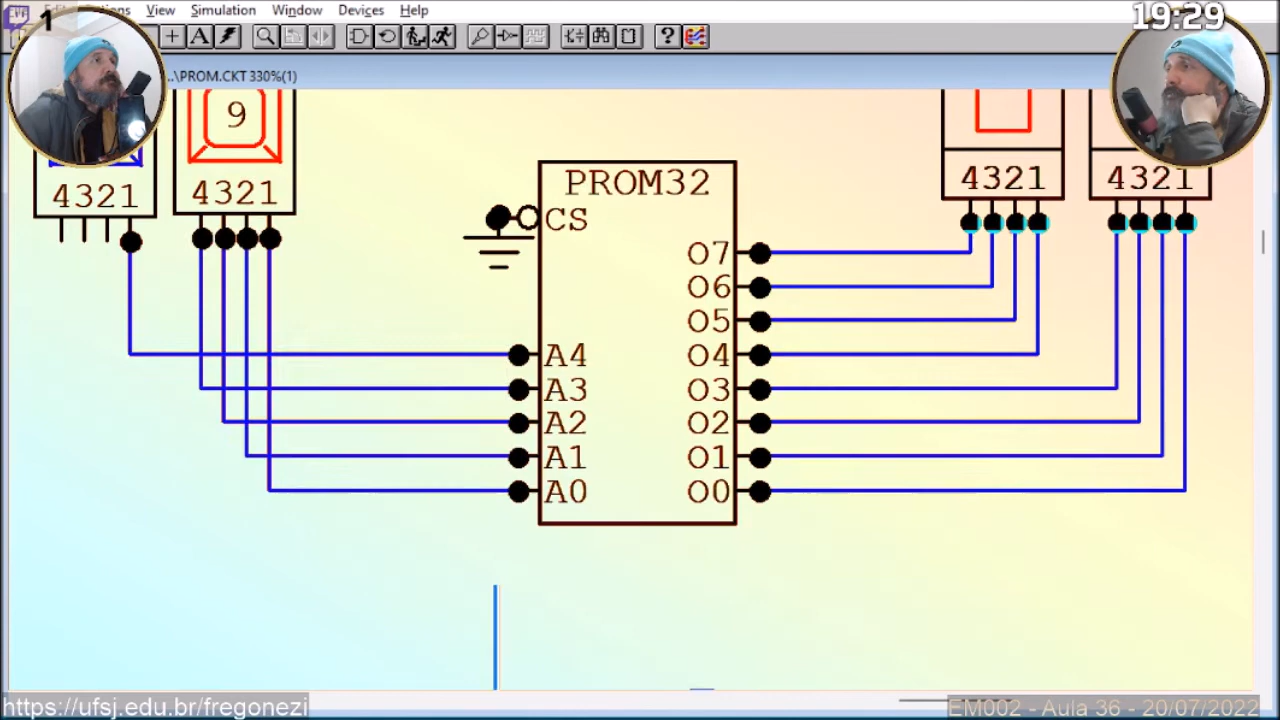 1
View Simulation Window Devices Help
19:29
A
?
..\PROM.CKT 330%(1)
9
4321
4321
4321
4321
PROM32
CS
O7
O6
O5
A4 O4
A3 O3
A2 O2
A1 O1
A0 O0
https://ufsj.edu.br/fregonezi
EM002 - Aula 36 - 20/07/2022